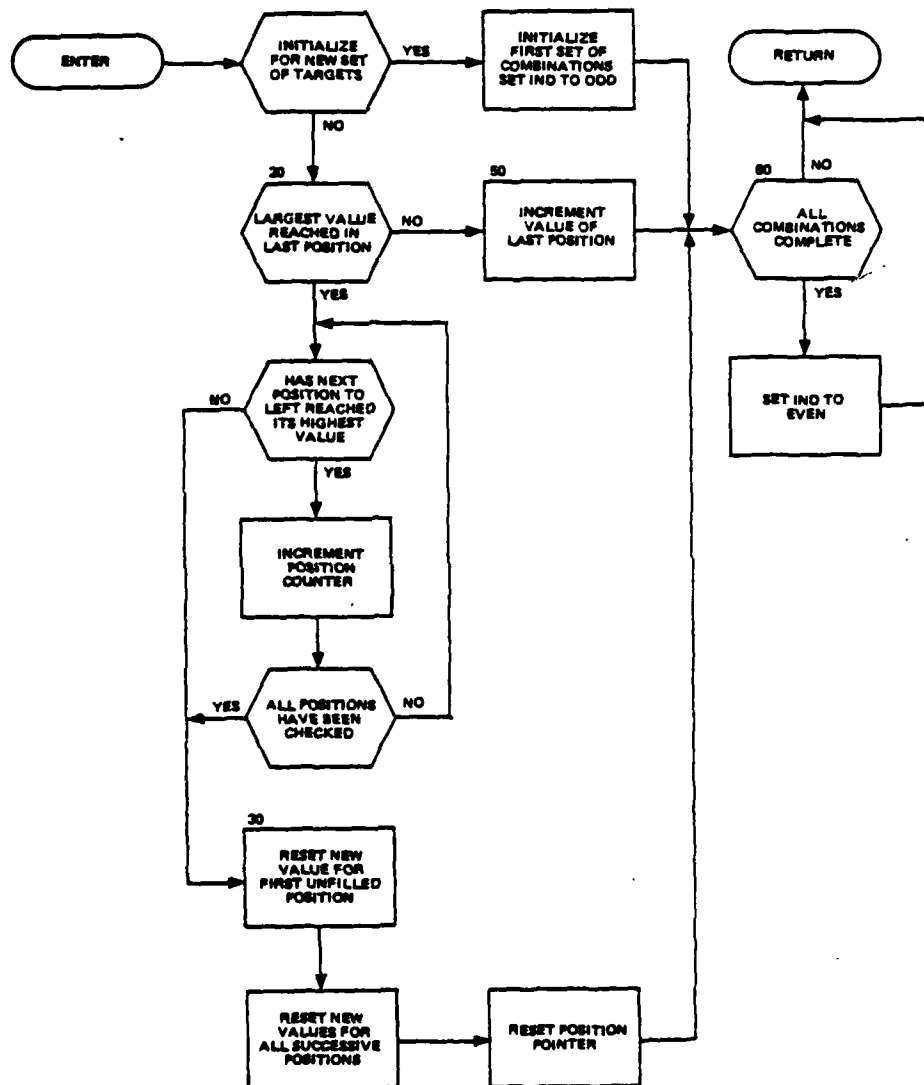 ENTER
INITIALIZE
FOR NEW SET
OF TARGETS
YES
INITIALIZE
FIRST SET OF
COMBINATIONS
SET IND TO ODD
RETURN
NO
20
LARGEST VALUE
REACHED IN
LAST POSITION
NO
50
INCREMENT
VALUE OF
LAST POSITION
60
NO
ALL
COMBINATIONS
COMPLETE
YES
YES
SET IND TO
EVEN
HAS NEXT
POSITION TO
LEFT REACHED
ITS HIGHEST
VALUE
NO
YES
INCREMENT
POSITION
COUNTER
YES
ALL POSITIONS
HAVE BEEN
CHECKED
NO
30
RESET NEW
VALUE FOR
FIRST UNFILLED
POSITION
RESET NEW
VALUES FOR
ALL SUCCESSIVE
POSITIONS
RESET POSITION
POINTER